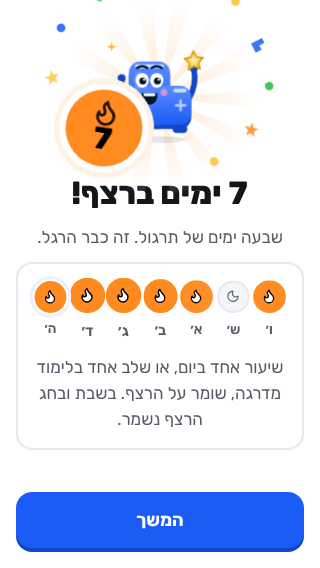 7
7 ימים ברצף!
שבעה ימים של תרגול. זה כבר הרגל.
ו׳ ש׳ א׳ ב׳ ג׳ ד׳ ה׳
שיעור אחד ביום, או שלב אחד בלימוד
מדרגה, שומר על הרצף. בשבת ובחג
הרצף נשמר.
המשך